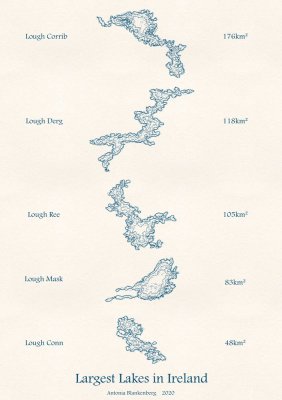 Lough Corrib 176km²
Lough Derg 118km²
Lough Ree 105km²
Lough Mask 83km²
Lough Conn 48km²
Largest Lakes in Ireland
Antonia Blankenberg 2020